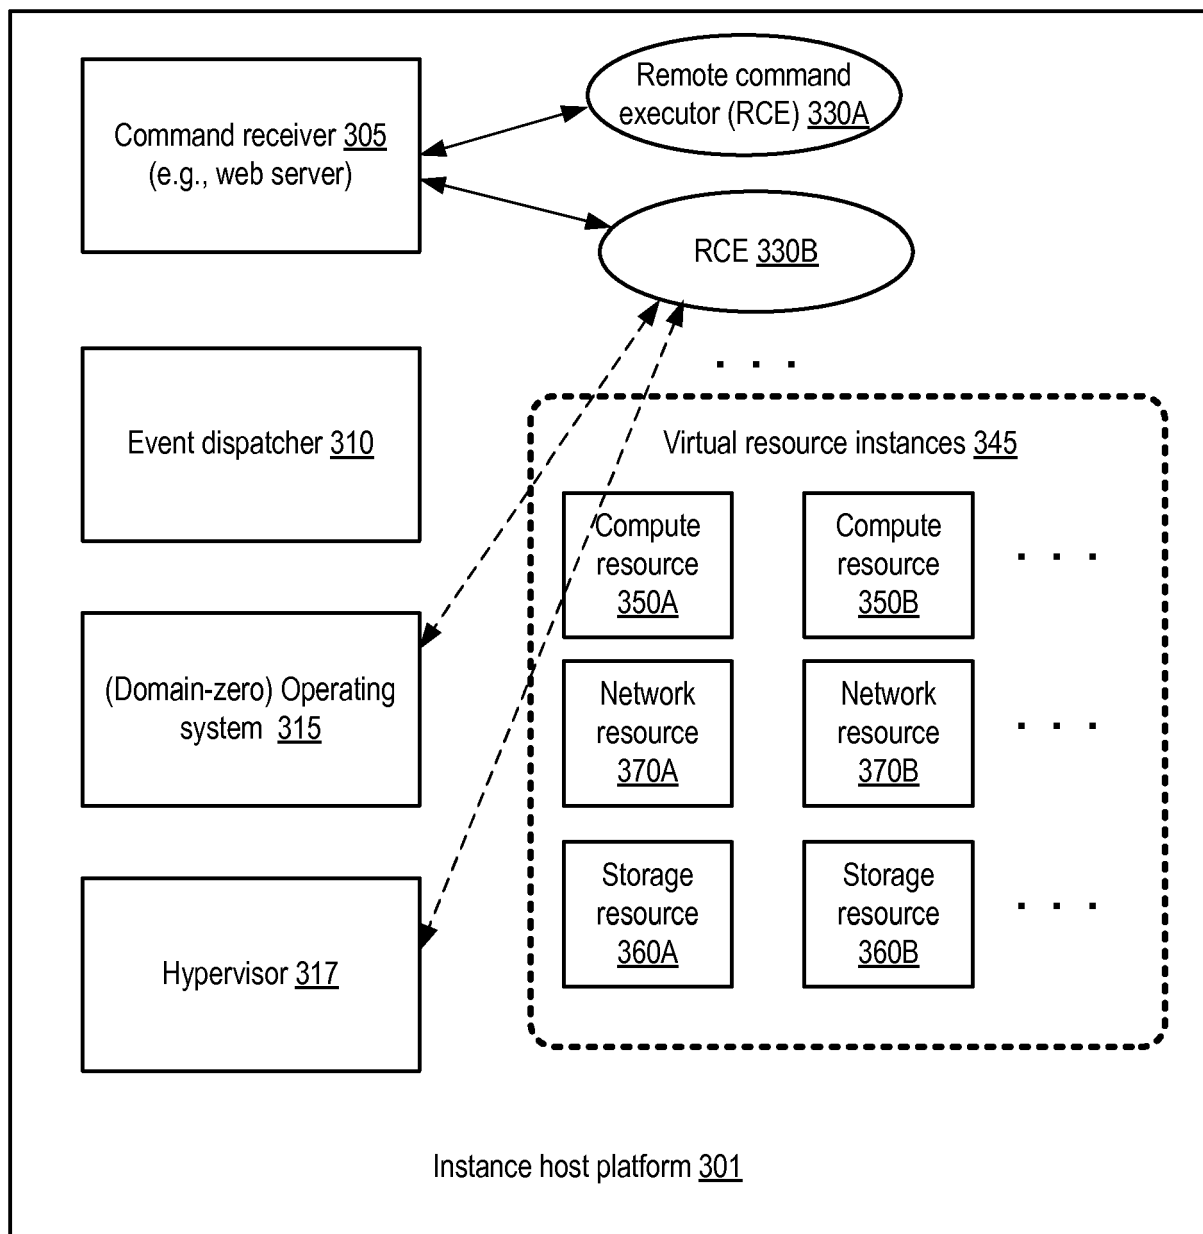 Command receiver 305
(e.g., web server)
Remote command
executor (RCE) 330A
RCE 330B
. . .
Event dispatcher 310
(Domain-zero) Operating
system 315
Hypervisor 317
Virtual resource instances 345
Compute
resource
350A
Compute
resource
350B
. . .
Network
resource
370A
Network
resource
370B
. . .
Storage
resource
360A
Storage
resource
360B
. . .
Instance host platform 301